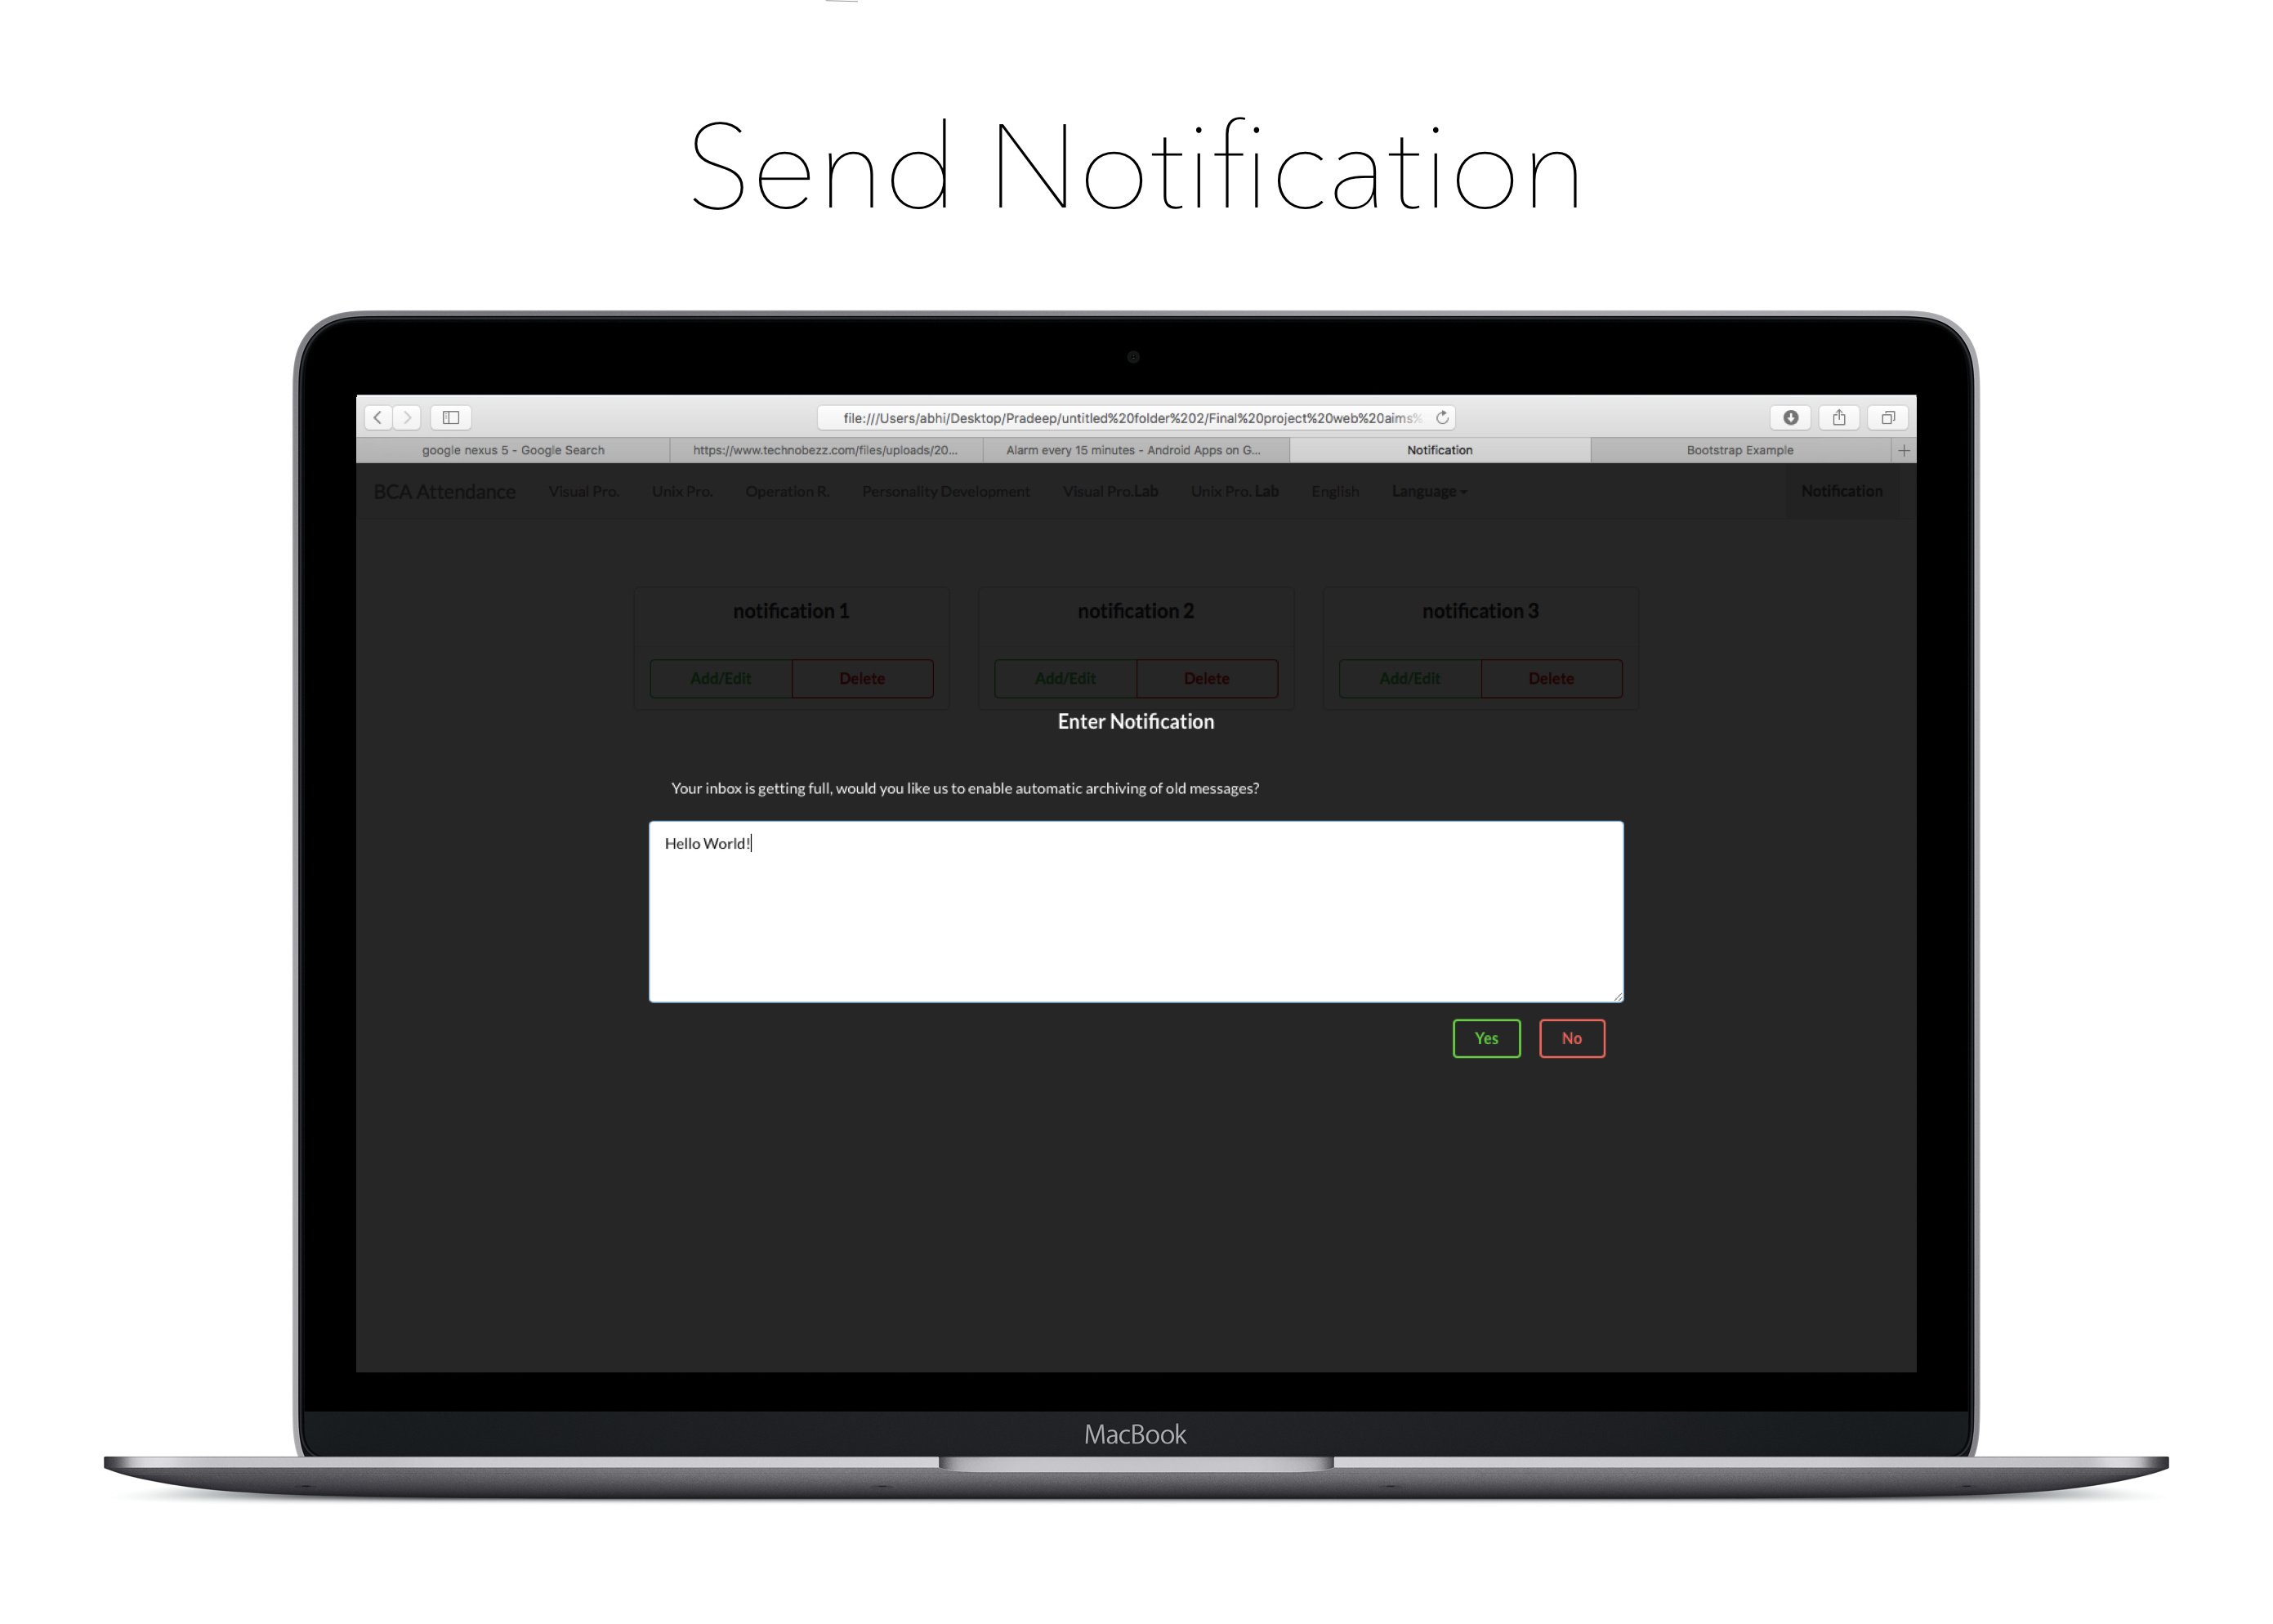 Send Notification
file:///Users/abhi/Desktop/Pradeep/untitled%20folder%202/Final%20project%20web%20aims%
google nexus 5 - Google Search https://www.technobezz.com/files/uploads/20... Alarm every 15 minutes - Android Apps on G... Notification Bootstrap Example
BCA Attendance Visual Pro. Unix Pro. Operation R. Personality Development Visual Pro.Lab Unix Pro. Lab English Language Notification
notification 1 notification 2 notification 3
Add/Edit Delete Add/Edit Delete Add/Edit Delete
Enter Notification
Your inbox is getting full, would you like us to enable automatic archiving of old messages?
Hello World!
Yes No
MacBook